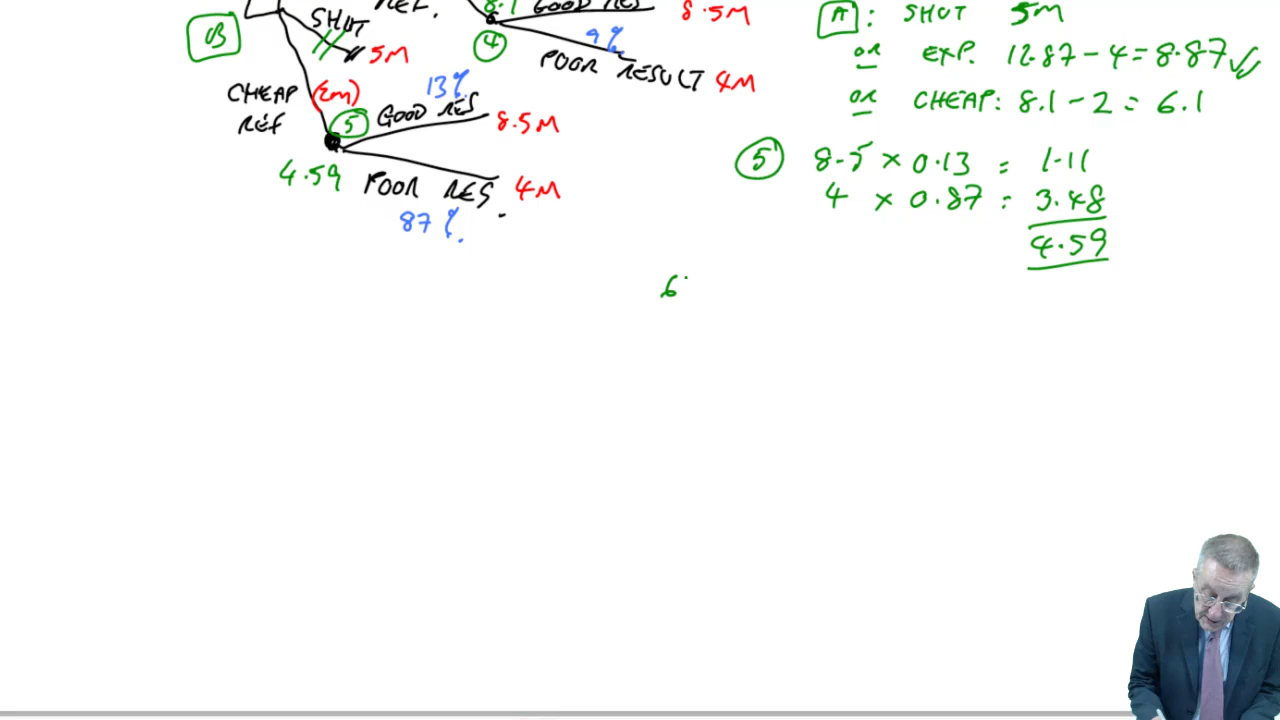 REF.
8.1 GOOD RES 8.5M
SHUT
B
4
9%
5M
POOR RESULT 4M
CHEAP (2m)
REF
13%
5 GOOD RES 8.5M
4.59 POOR RES. 4M
87%
A : SHUT 5M
OR EXP. 12.87 - 4 = 8.87 ✓✓
OR CHEAP: 8.1 - 2 = 6.1
5 8.5 × 0.13 = 1.11
4 × 0.87 = 3.48
4.59
6